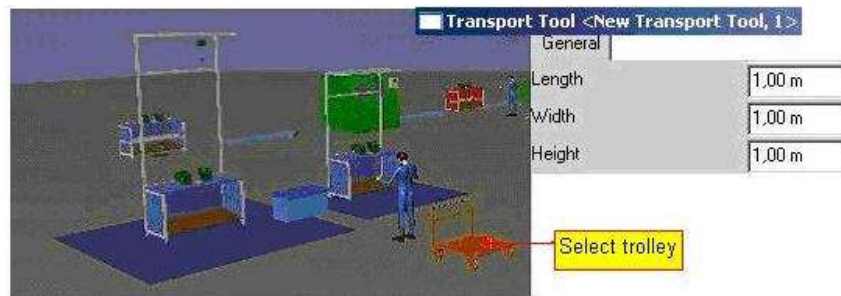 Transport Tool <New Transport Tool, 1>
General
Length 1,00 m
Width 1,00 m
Height 1,00 m
Select trolley